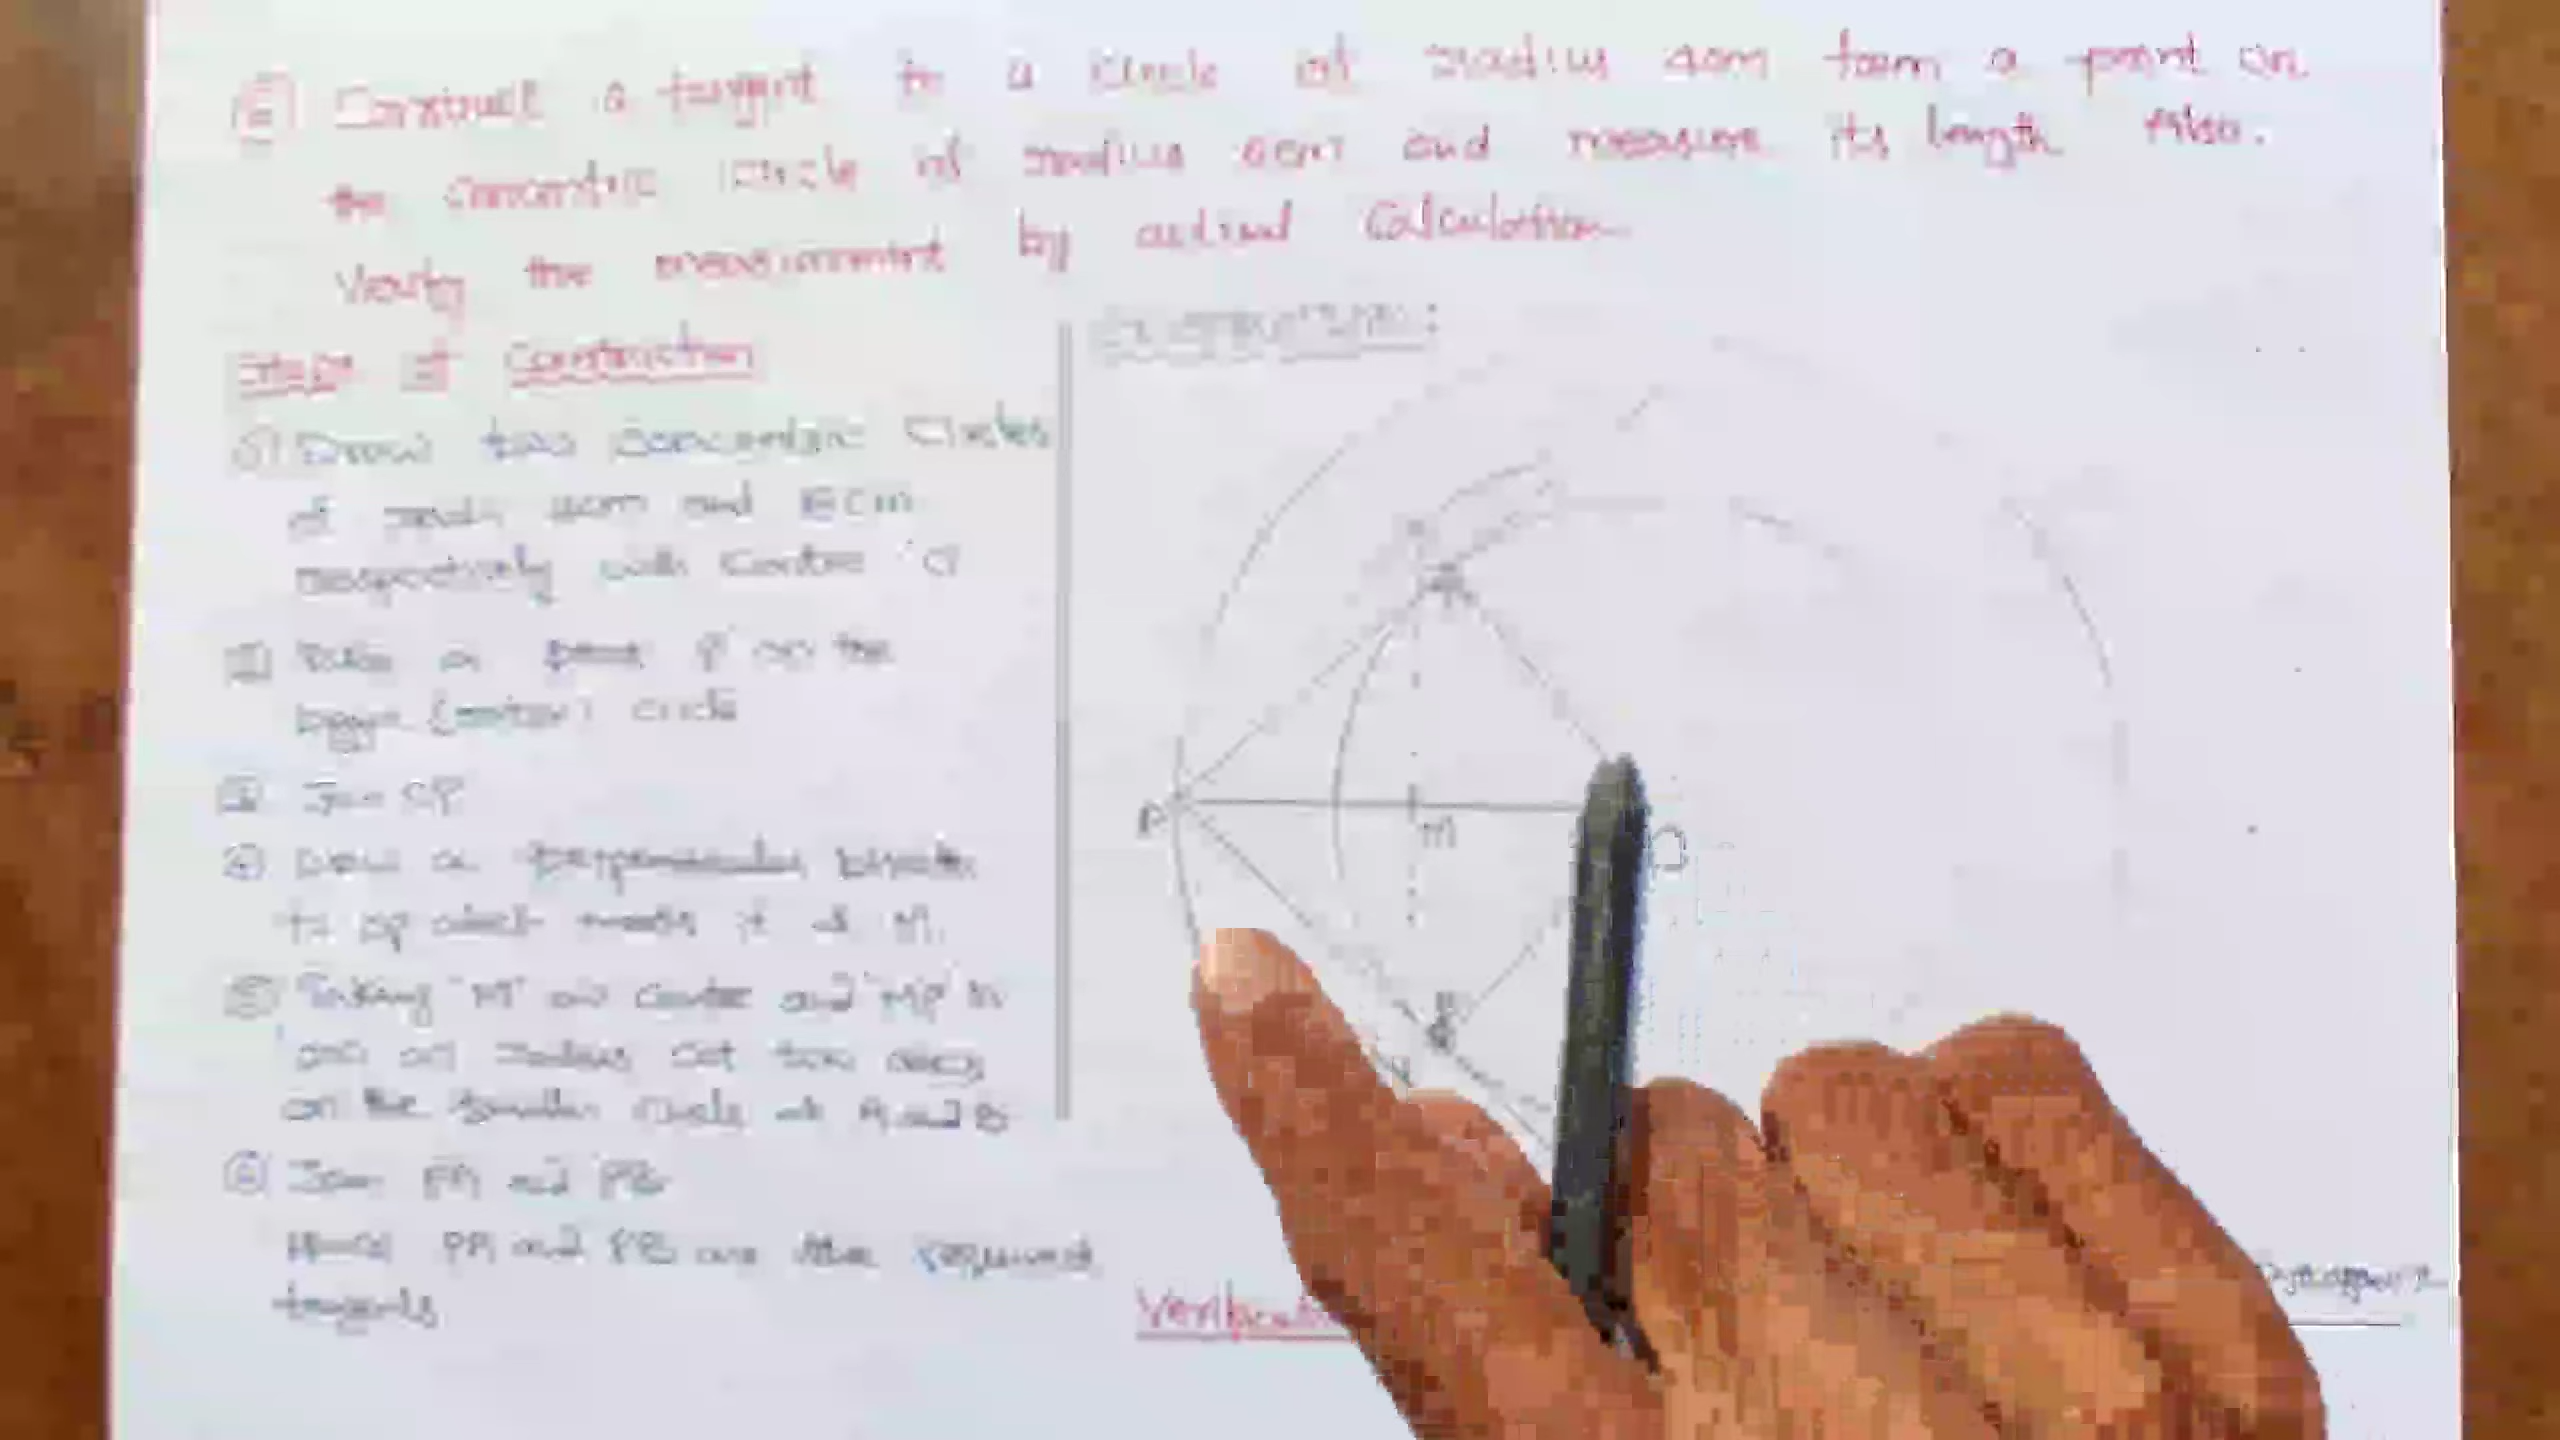 Construct a tangent to a circle of radius 4cm form a point on
the concentric circle of radius 6cm and measure its length Also.
Verify the measurement by actual Calculation
Steps of Construction
Construction:
① Draw two Concentric Circles
of radii 4cm and 6cm
respectively with Centre 'O'
② Take a point P on the
bigger (outer) circle
③ Join OP
④ Draw a perpendicular bisector
to op which meets it at M.
⑤ Taking 'M' as Centre and 'MP' is
as radius cut two arcs
on the smaller circle at A and B
⑥ Join PA and PB
Hence PA and PB are the required
tangents
A
P
M
O
B